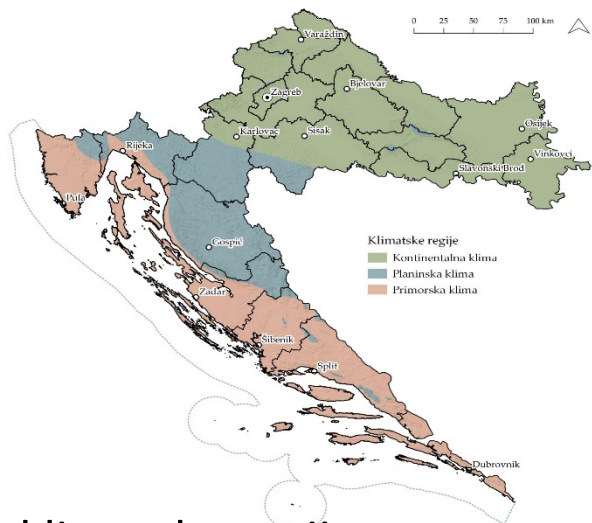 0 25 50 75 100 km
Varaždin
Zagreb
Bjelovar
Karlovac
Sisak
Osijek
Vinkovci
Slavonski Brod
Rijeka
Pula
Gospić
Zadar
Šibenik
Split
Dubrovnik
Klimatske regije
Kontinentalna klima
Planinska klima
Primorska klima